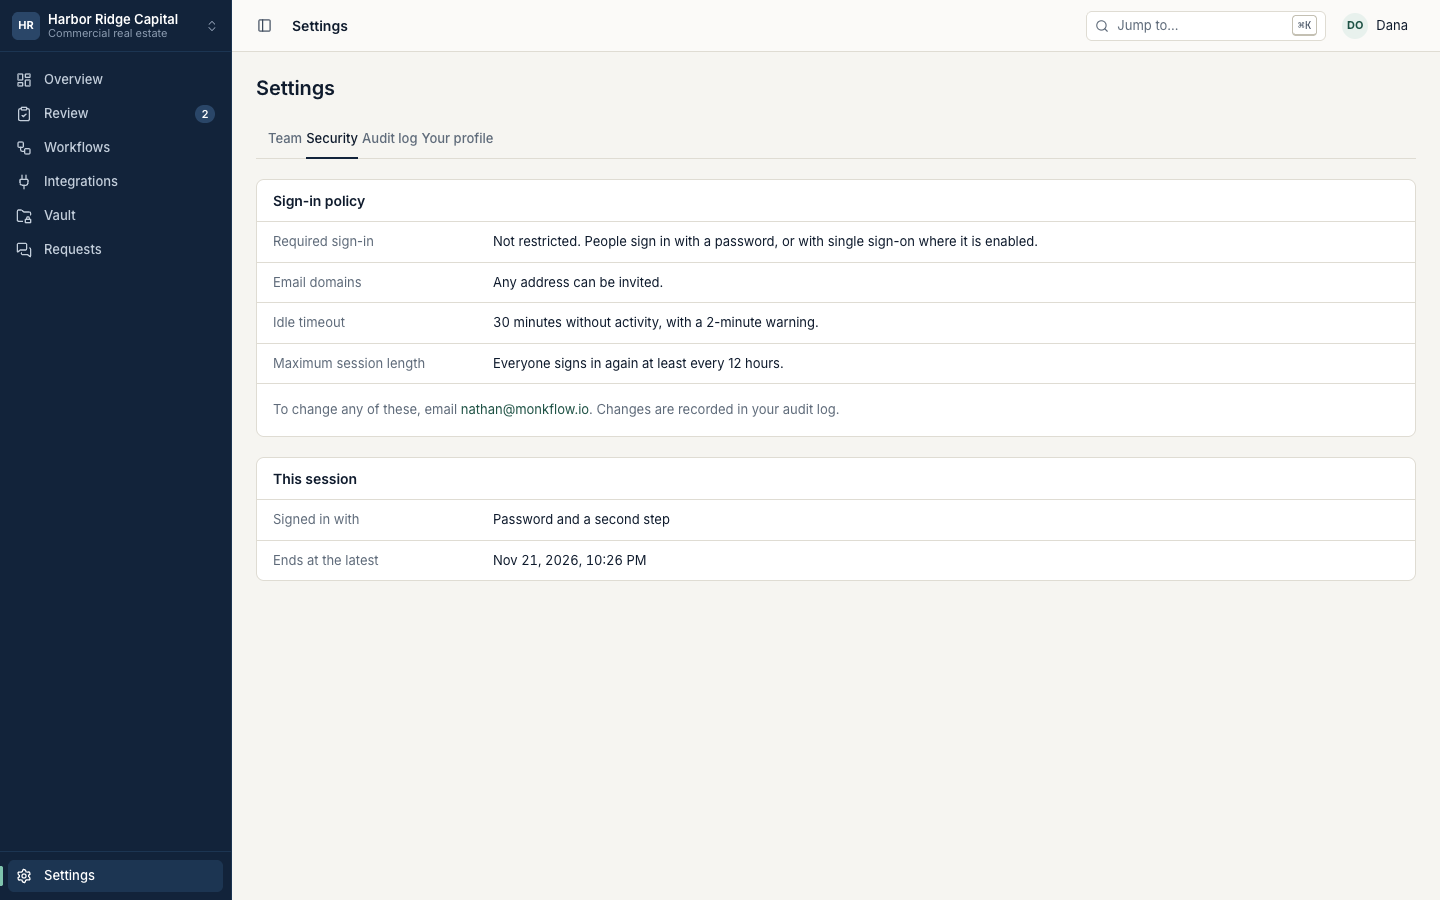 HR
Harbor Ridge Capital
Commercial real estate
Overview
Review 2
Workflows
Integrations
Vault
Requests
Settings
Settings
Jump to...
⌘K
DO
Dana
Settings
Team Security Audit log Your profile
Sign-in policy
Required sign-in Not restricted. People sign in with a password, or with single sign-on where it is enabled.
Email domains Any address can be invited.
Idle timeout 30 minutes without activity, with a 2-minute warning.
Maximum session length Everyone signs in again at least every 12 hours.
To change any of these, email nathan@monkflow.io. Changes are recorded in your audit log.
This session
Signed in with Password and a second step
Ends at the latest Nov 21, 2026, 10:26 PM